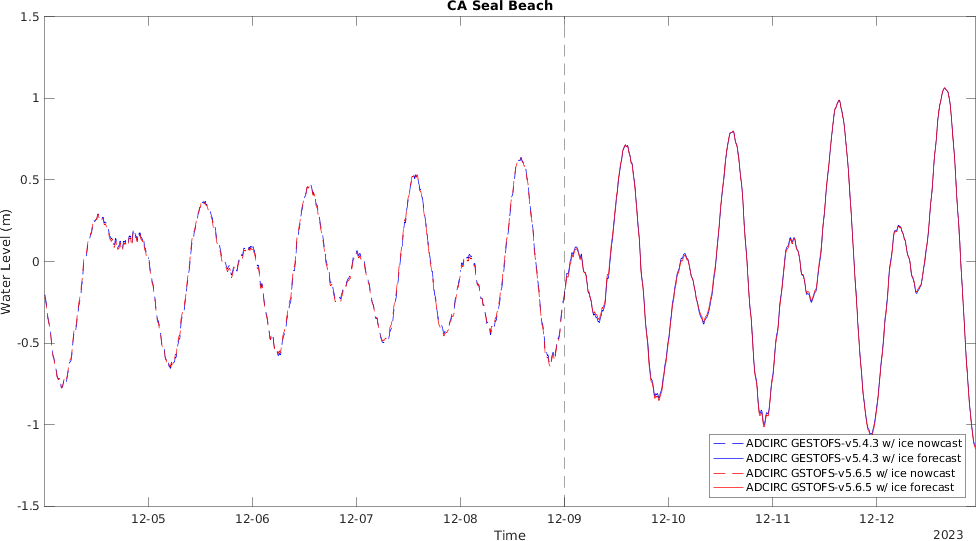 CA Seal Beach
1.5
1
0.5
0
-0.5
-1
-1.5
Water Level (m)
12-05 12-06 12-07 12-08 12-09 12-10 12-11 12-12
Time
2023
ADCIRC GESTOFS-v5.4.3 w/ ice nowcast
ADCIRC GESTOFS-v5.4.3 w/ ice forecast
ADCIRC GSTOFS-v5.6.5 w/ ice nowcast
ADCIRC GSTOFS-v5.6.5 w/ ice forecast